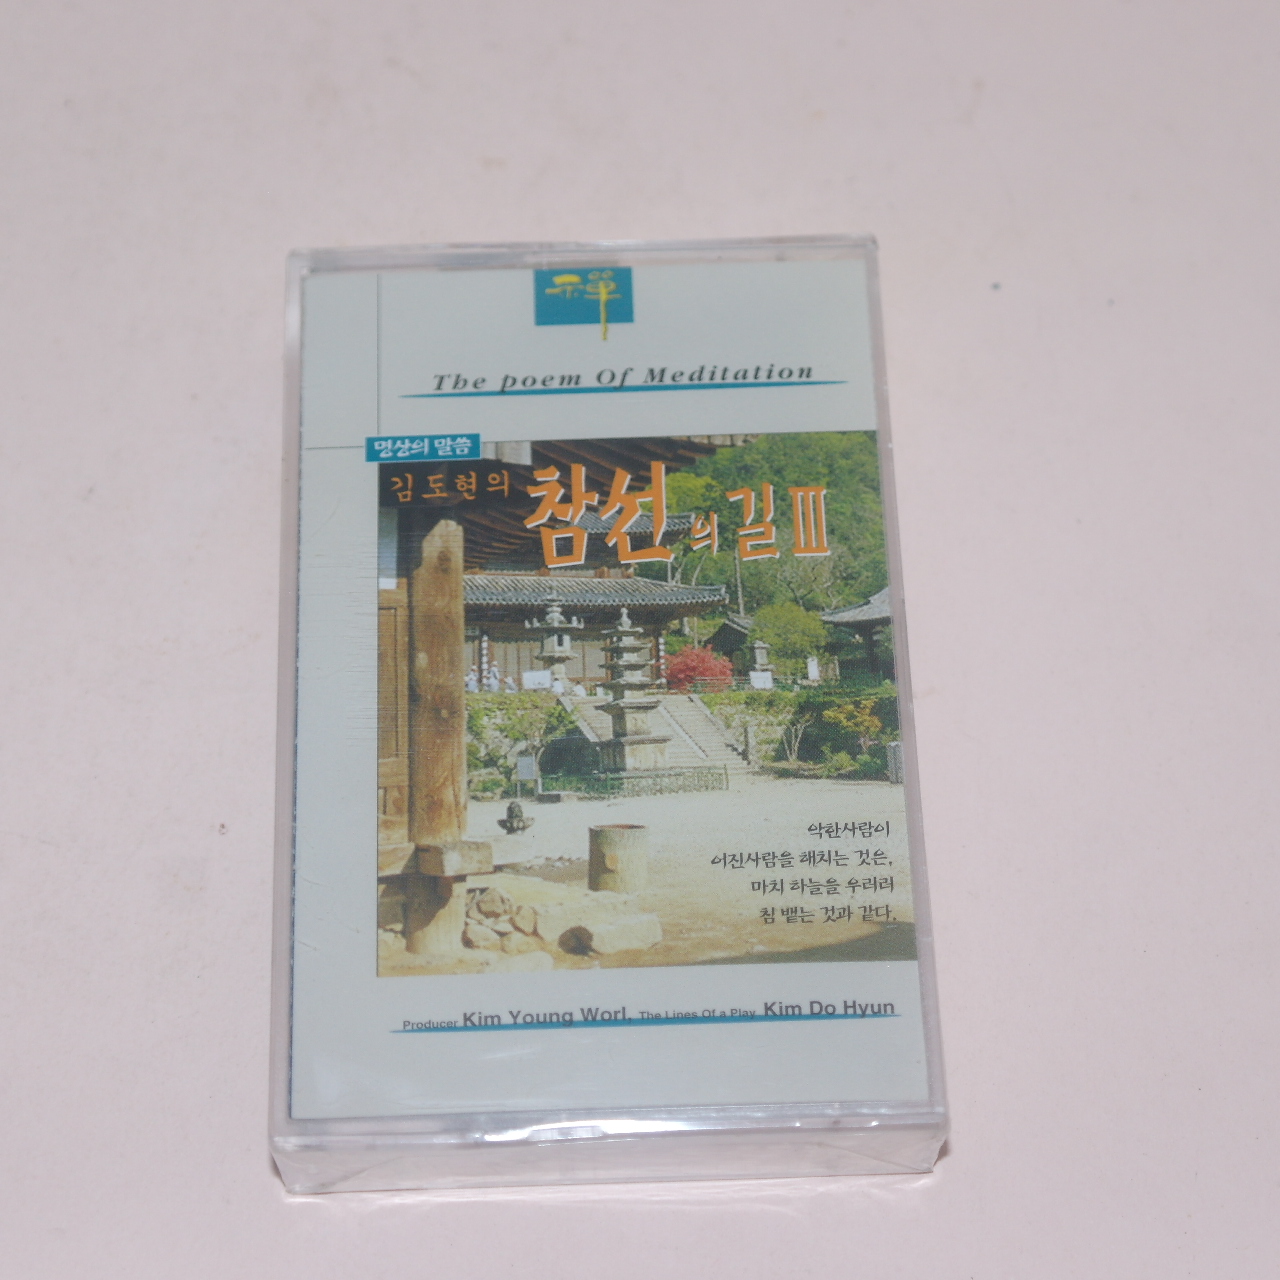 禪
The poem Of Meditation
명상의 말씀
김도현의 참선의 길 III
악한사람이
어진사람을 해치는 것은,
마치 하늘을 우러러
침 뱉는 것과 같다.
Producer Kim Young Worl, The Lines Of a Play Kim Do Hyun